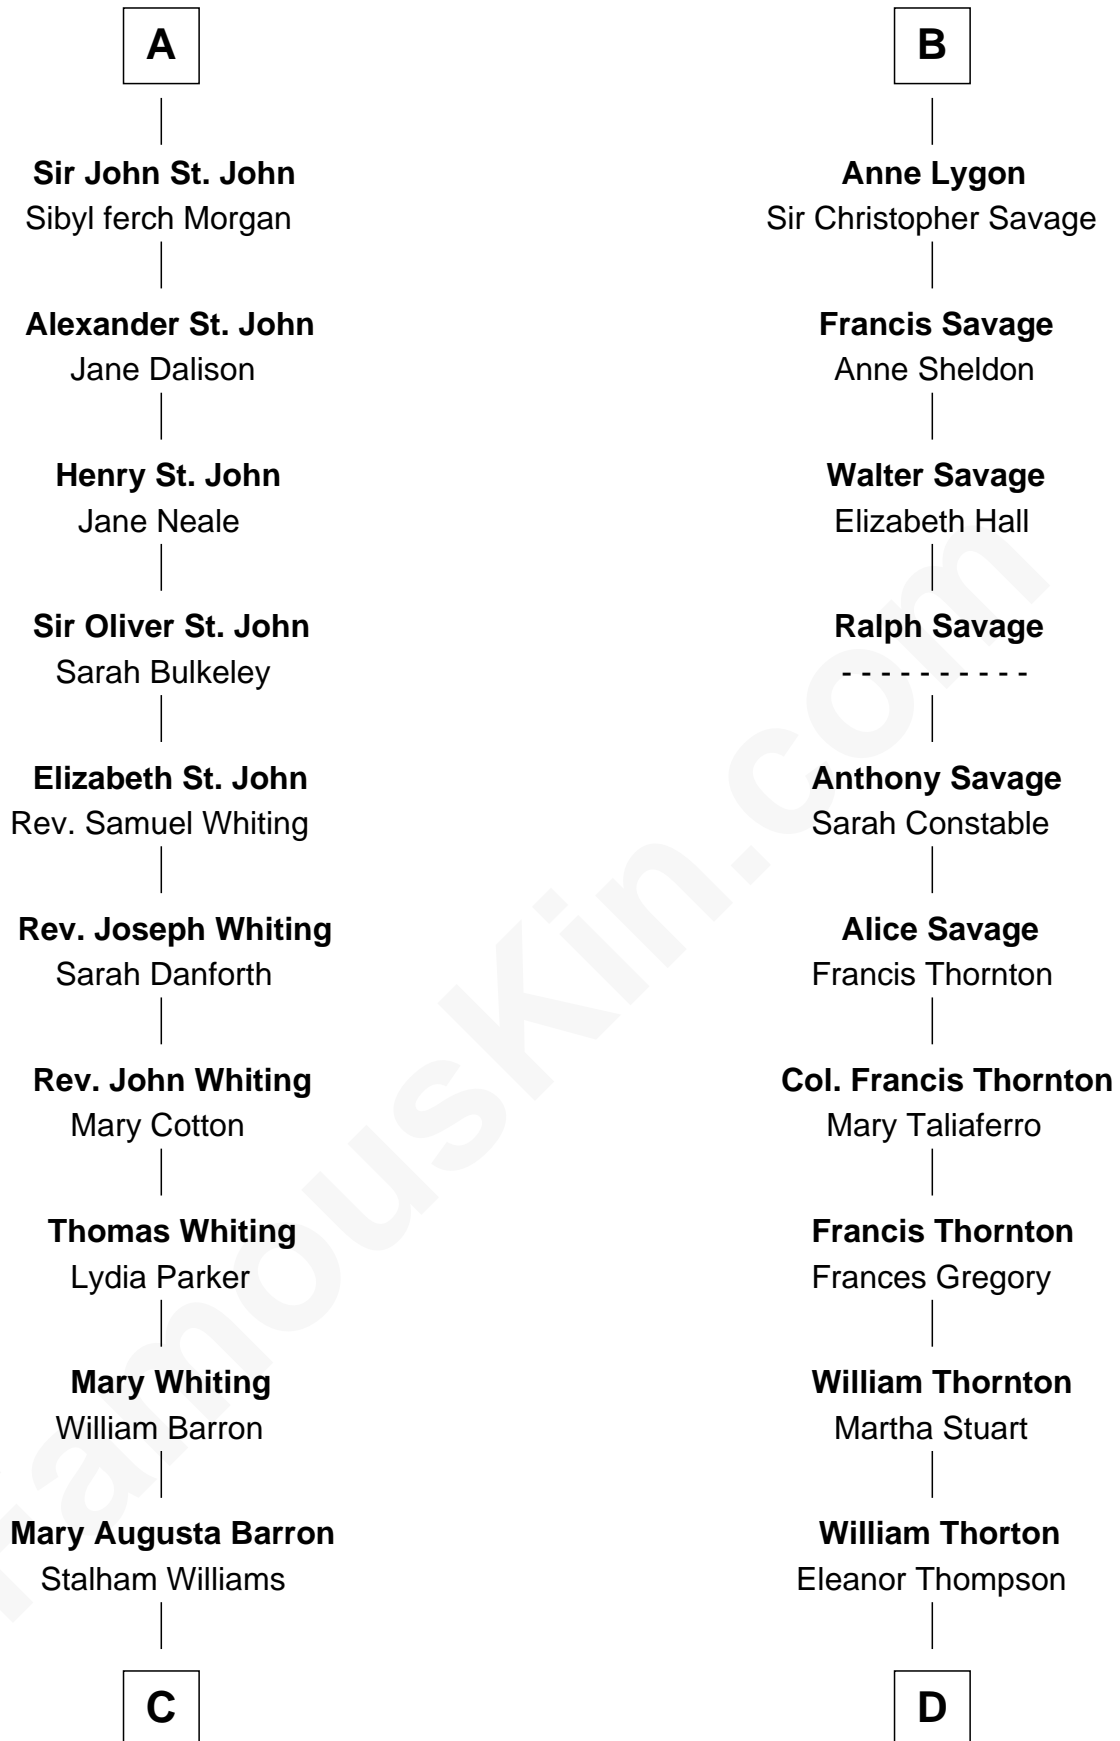 A
Sir John St. John
Sibyl ferch Morgan
Alexander St. John
Jane Dalison
Henry St. John
Jane Neale
Sir Oliver St. John
Sarah Bulkeley
Elizabeth St. John
Rev. Samuel Whiting
Rev. Joseph Whiting
Sarah Danforth
Rev. John Whiting
Mary Cotton
Thomas Whiting
Lydia Parker
Mary Whiting
William Barron
Mary Augusta Barron
Stalham Williams
C
B
Anne Lygon
Sir Christopher Savage
Francis Savage
Anne Sheldon
Walter Savage
Elizabeth Hall
Ralph Savage
- - - - - - - - - -
Anthony Savage
Sarah Constable
Alice Savage
Francis Thornton
Col. Francis Thornton
Mary Taliaferro
Francis Thornton
Frances Gregory
William Thornton
Martha Stuart
William Thorton
Eleanor Thompson
D
FamousKin.com